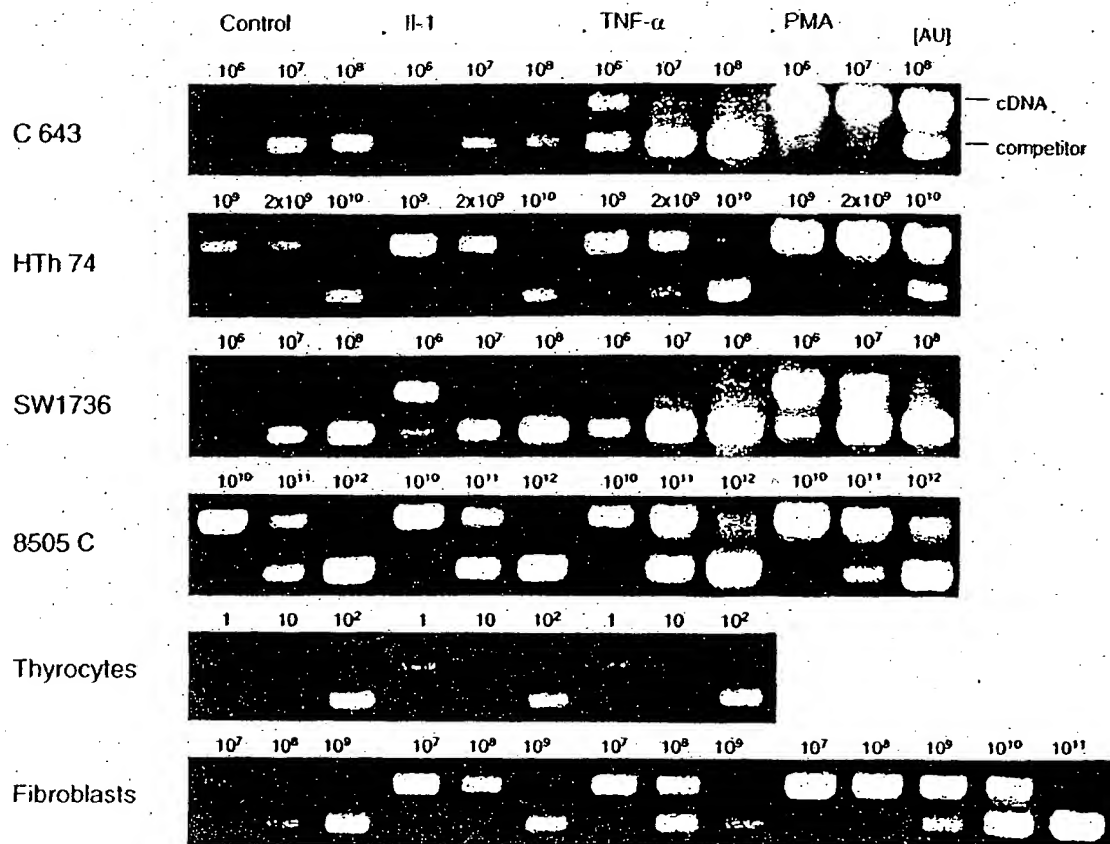 Control Il-1 TNF-α PMA [AU]
10⁶ 10⁷ 10⁸ 10⁶ 10⁷ 10⁸ 10⁶ 10⁷ 10⁸ 10⁶ 10⁷ 10⁸
C 643
cDNA
competitor
10⁹ 2x10⁹ 10¹⁰ 10⁹ 2x10⁹ 10¹⁰ 10⁹ 2x10⁹ 10¹⁰ 10⁹ 2x10⁹ 10¹⁰
HTh 74
10⁶ 10⁷ 10⁸ 10⁶ 10⁷ 10⁸ 10⁶ 10⁷ 10⁸ 10⁶ 10⁷ 10⁸
SW1736
10¹⁰ 10¹¹ 10¹² 10¹⁰ 10¹¹ 10¹² 10¹⁰ 10¹¹ 10¹² 10¹⁰ 10¹¹ 10¹²
8505 C
1 10 10² 1 10 10² 1 10 10²
Thyrocytes
10⁷ 10⁸ 10⁹ 10⁷ 10⁸ 10⁹ 10⁷ 10⁸ 10⁹ 10⁷ 10⁸ 10⁹ 10¹⁰ 10¹¹
Fibroblasts